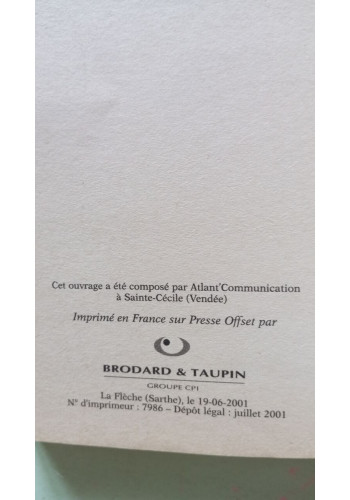 Cet ouvrage a été composé par Atlant'Communication
à Sainte-Cécile (Vendée)
Imprimé en France sur Presse Offset par
BRODARD & TAUPIN
GROUPE CPI
La Flèche (Sarthe), le 19-06-2001
N° d'imprimeur : 7986 – Dépôt légal : juillet 2001